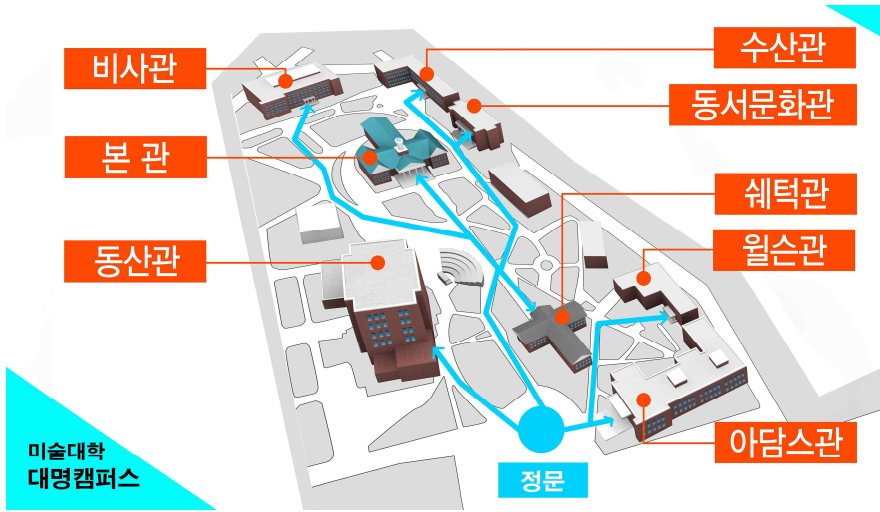 비사관
본 관
동산관
수산관
동서문화관
쉐턱관
윌슨관
아담스관
정문
미술대학
대명캠퍼스